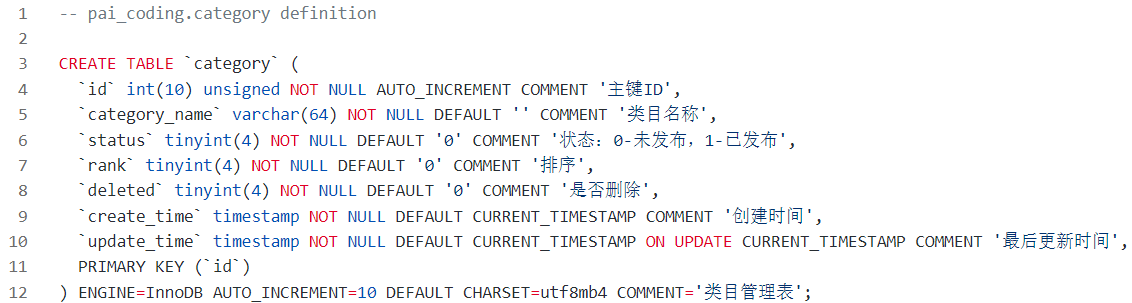 1 -- pai_coding.category definition
2
3 CREATE TABLE `category` (
4   `id` int(10) unsigned NOT NULL AUTO_INCREMENT COMMENT '主键ID',
5   `category_name` varchar(64) NOT NULL DEFAULT '' COMMENT '类目名称',
6   `status` tinyint(4) NOT NULL DEFAULT '0' COMMENT '状态：0-未发布，1-已发布',
7   `rank` tinyint(4) NOT NULL DEFAULT '0' COMMENT '排序',
8   `deleted` tinyint(4) NOT NULL DEFAULT '0' COMMENT '是否删除',
9   `create_time` timestamp NOT NULL DEFAULT CURRENT_TIMESTAMP COMMENT '创建时间',
10   `update_time` timestamp NOT NULL DEFAULT CURRENT_TIMESTAMP ON UPDATE CURRENT_TIMESTAMP COMMENT '最后更新时间',
11   PRIMARY KEY (`id`)
12 ) ENGINE=InnoDB AUTO_INCREMENT=10 DEFAULT CHARSET=utf8mb4 COMMENT='类目管理表';